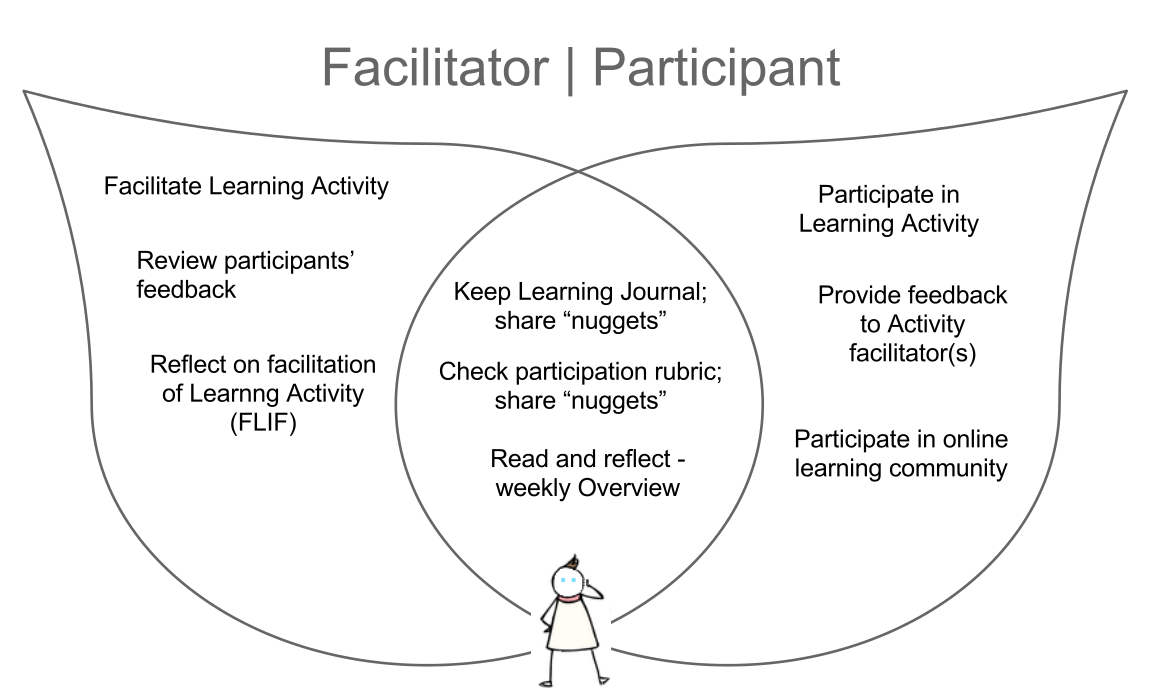 Facilitator | Participant
Facilitate Learning Activity
Review participants’
feedback
Reflect on facilitation
of Learnng Activity
(FLIF)
Keep Learning Journal;
share “nuggets”
Check participation rubric;
share “nuggets”
Read and reflect -
weekly Overview
Participate in
Learning Activity
Provide feedback
to Activity
facilitator(s)
Participate in online
learning community